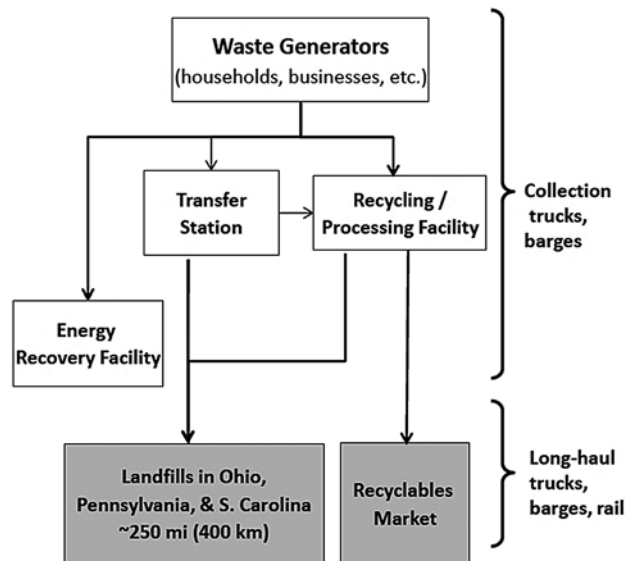 Waste Generators
(households, businesses, etc.)
Transfer
Station
Recycling /
Processing Facility
Collection
trucks,
barges
Energy
Recovery Facility
Landfills in Ohio,
Pennsylvania, & S. Carolina
~250 mi (400 km)
Recyclables
Market
Long-haul
trucks,
barges, rail